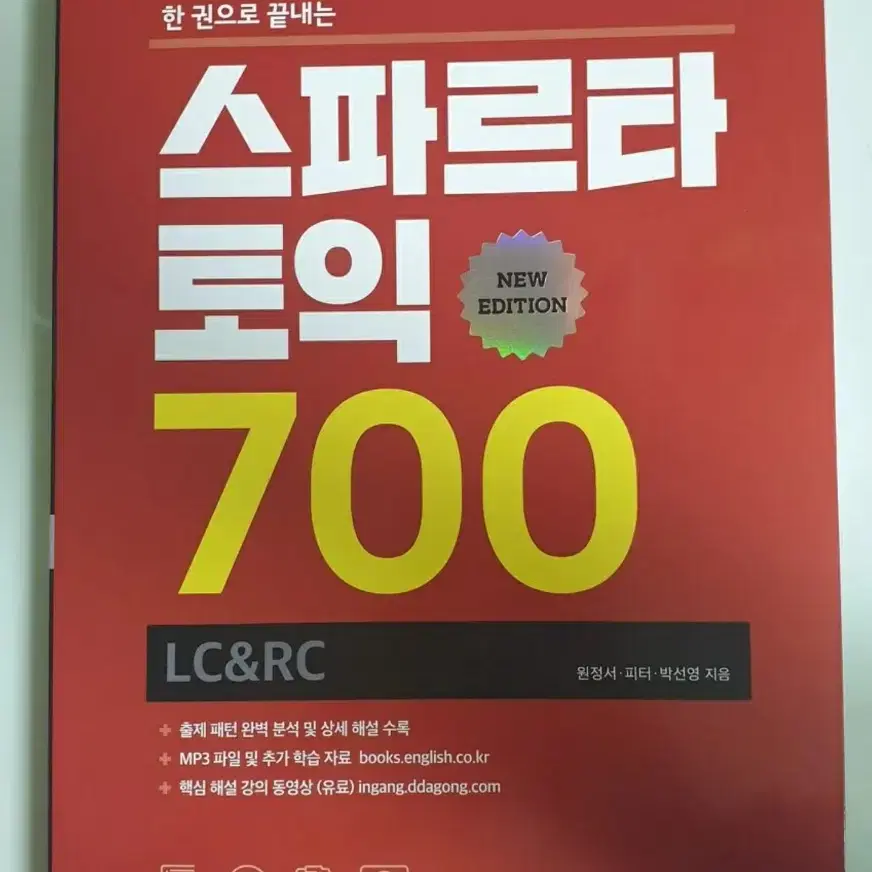 한 권으로 끝내는
스파르타
토익
NEW
EDITION
700
LC&RC
원정서·피터·박선영 지음
+ 출제 패턴 완벽 분석 및 상세 해설 수록
+ MP3 파일 및 추가 학습 자료 books.english.co.kr
+ 핵심 해설 강의 동영상 (유료) ingang.ddagong.com